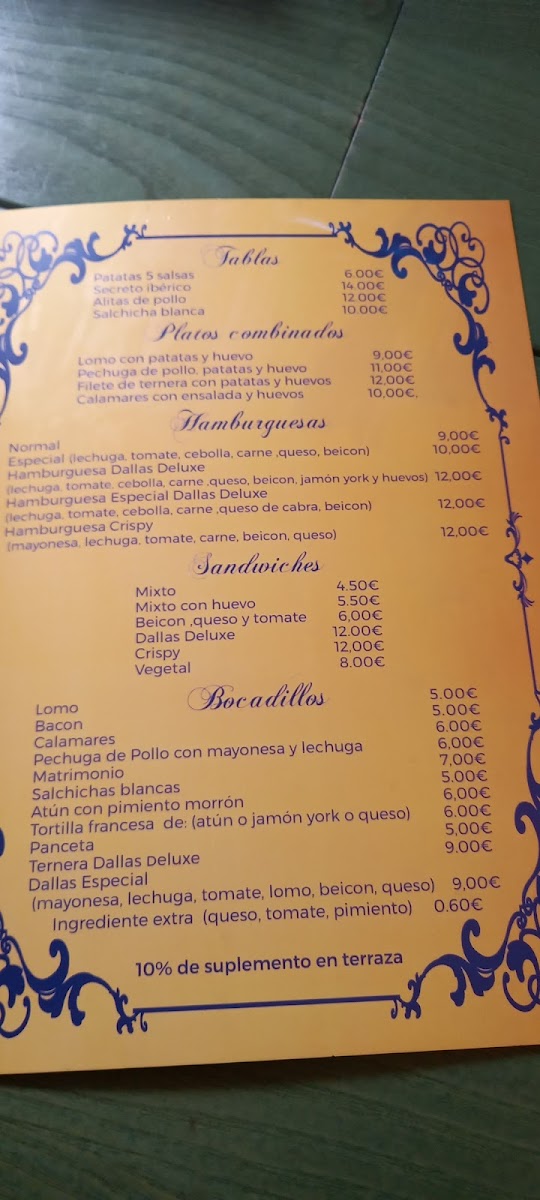 Tablas
Patatas 5 salsas 6.00€
Secreto ibérico 14.00€
Alitas de pollo 12.00€
Salchicha blanca 10.00€
Platos combinados
Lomo con patatas y huevo 9,00€
Pechuga de pollo, patatas y huevo 11,00€
Filete de ternera con patatas y huevos 12,00€
Calamares con ensalada y huevos 10,00€,
Hamburguesas
Normal 9,00€
Especial (lechuga, tomate, cebolla, carne ,queso, beicon) 10,00€
Hamburguesa Dallas Deluxe
(lechuga, tomate, cebolla, carne ,queso, beicon, jamón york y huevos) 12,00€
Hamburguesa Especial Dallas Deluxe
(lechuga, tomate, cebolla, carne ,queso de cabra, beicon) 12,00€
Hamburguesa Crispy
(mayonesa, lechuga, tomate, carne, beicon, queso) 12,00€
Sandwiches
Mixto 4.50€
Mixto con huevo 5.50€
Beicon ,queso y tomate 6,00€
Dallas Deluxe 12.00€
Crispy 12,00€
Vegetal 8.00€
Bocadillos
Lomo 5.00€
Bacon 5.00€
Calamares 6.00€
Pechuga de Pollo con mayonesa y lechuga 6,00€
Matrimonio 7,00€
Salchichas blancas 5.00€
Atún con pimiento morrón 6,00€
Tortilla francesa de: (atún o jamón york o queso) 6.00€
Panceta 5,00€
Ternera Dallas Deluxe 9.00€
Dallas Especial
(mayonesa, lechuga, tomate, lomo, beicon, queso) 9,00€
Ingrediente extra (queso, tomate, pimiento) 0.60€
10% de suplemento en terraza